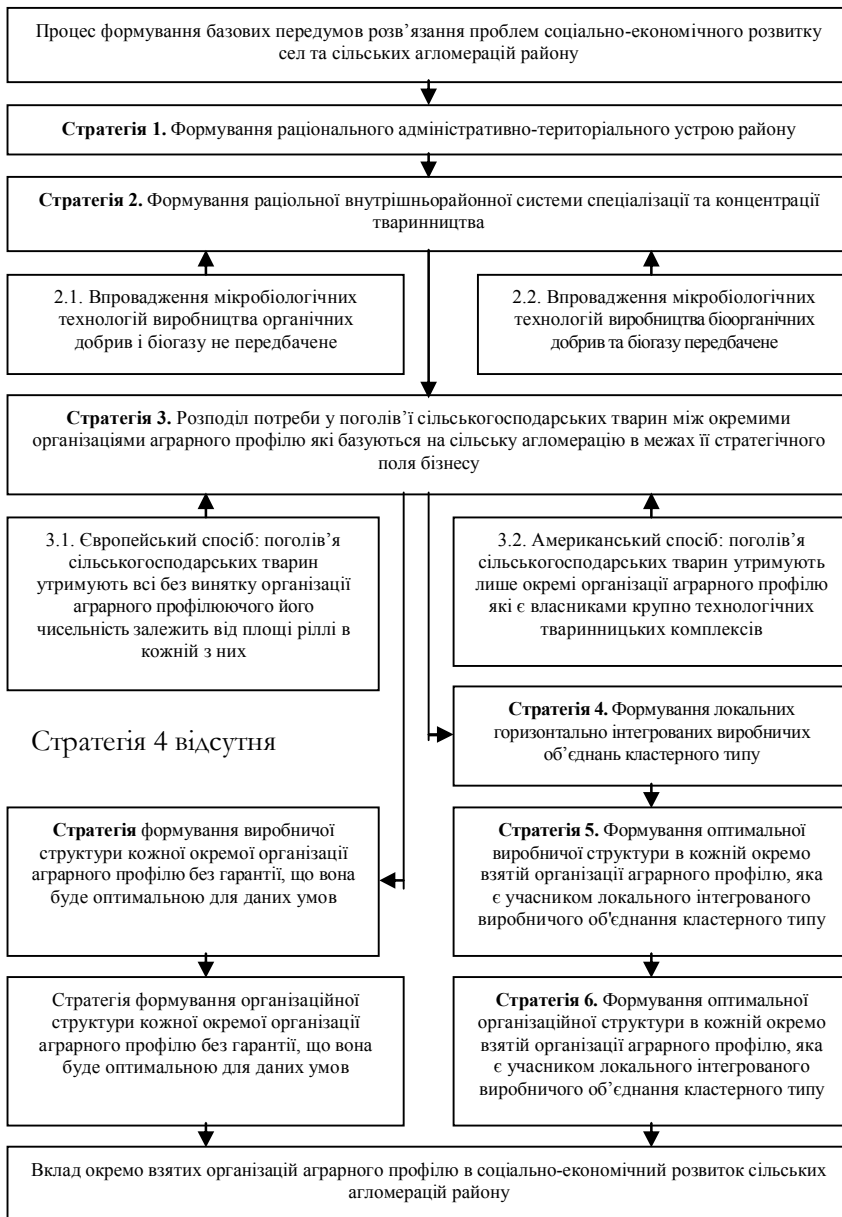 Процес формування базових передумов розв’язання проблем соціально-економічного розвитку
сел та сільських агломерацій району
Стратегія 1. Формування раціонального адміністративно-територіального устрою району
Стратегія 2. Формування раціольної внутрішньорайонної системи спеціалізації та концентрації
тваринництва
2.1. Впровадження мікробіологічних
технологій виробництва органічних
добрив і біогазу не передбачене
2.2. Впровадження мікробіологічних
технологій виробництва біоорганічних
добрив та біогазу передбачене
Стратегія 3. Розподіл потреби у поголів’ї сільськогосподарських тварин між окремими
організаціями аграрного профілю які базуються на сільську агломерацію в межах її стратегічного
поля бізнесу
3.1. Європейський спосіб: поголів’я
сільськогосподарських тварин
утримують всі без винятку організації
аграрного профілюючого його
чисельність залежить від площі ріллі в
кожній з них
3.2. Американський спосіб: поголів’я
сільськогосподарських тварин утримують
лише окремі організації аграрного профілю
які є власниками крупно технологічних
тваринницьких комплексів
Стратегія 4 відсутня
Стратегія 4. Формування локальних
горизонтально інтегрованих виробничих
об’єднань кластерного типу
Стратегія формування виробничої
структури кожної окремої організації
аграрного профілю без гарантії, що вона
буде оптимальною для даних умов
Стратегія 5. Формування оптимальної
виробничої структури в кожній окремо
взятій організації аграрного профілю, яка
є учасником локального інтегрованого
виробничого об'єднання кластерного типу
Стратегія формування організаційної
структури кожної окремої організації
аграрного профілю без гарантії, що вона
буде оптимальною для даних умов
Стратегія 6. Формування оптимальної
організаційної структури в кожній окремо
взятій організації аграрного профілю, яка
є учасником локального інтегрованого
виробничого об’єднання кластерного типу
Вклад окремо взятих організацій аграрного профілю в соціально-економічний розвиток сільських
агломерацій району